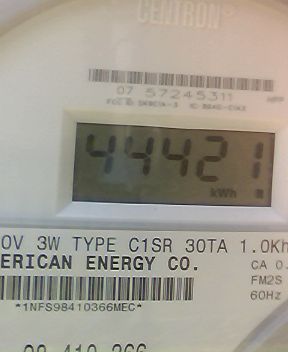 CENTRON®
07 57245311
44421
kWh R
0V 3W TYPE C1SR 30TA 1.0Kh
ERICAN ENERGY CO.
CA 0.
FM2S
60Hz
*1NFS98410366MEC*